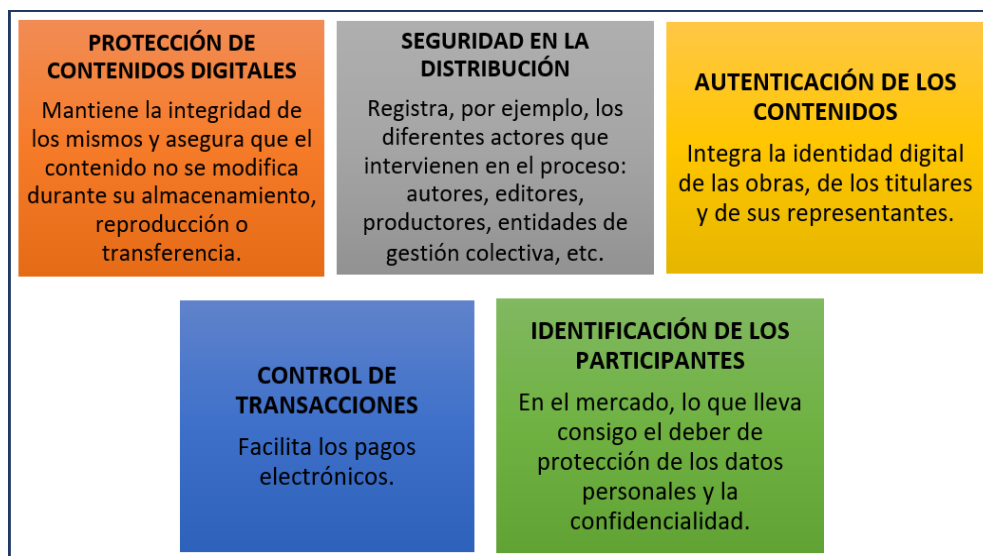 PROTECCIÓN DE
CONTENIDOS DIGITALES
Mantiene la integridad de
los mismos y asegura que el
contenido no se modifica
durante su almacenamiento,
reproducción o
transferencia.
SEGURIDAD EN LA
DISTRIBUCIÓN
Registra, por ejemplo, los
diferentes actores que
intervienen en el proceso:
autores, editores,
productores, entidades de
gestión colectiva, etc.
AUTENTICACIÓN DE LOS
CONTENIDOS
Integra la identidad digital
de las obras, de los titulares
y de sus representantes.
CONTROL DE
TRANSACCIONES
Facilita los pagos
electrónicos.
IDENTIFICACIÓN DE LOS
PARTICIPANTES
En el mercado, lo que lleva
consigo el deber de
protección de los datos
personales y la
confidencialidad.